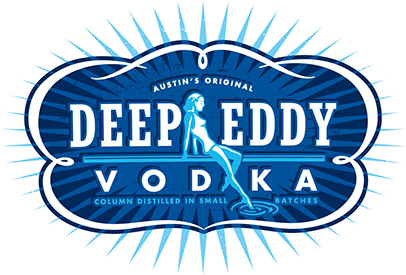 AUSTIN'S ORIGINAL
DEEP EDDY
VODKA
COLUMN DISTILLED IN SMALL BATCHES